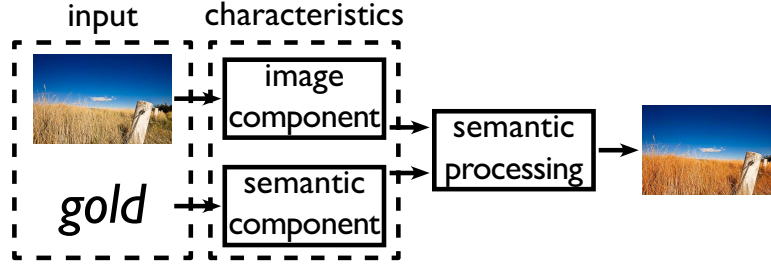 input
characteristics
image
component
gold
semantic
component
semantic
processing